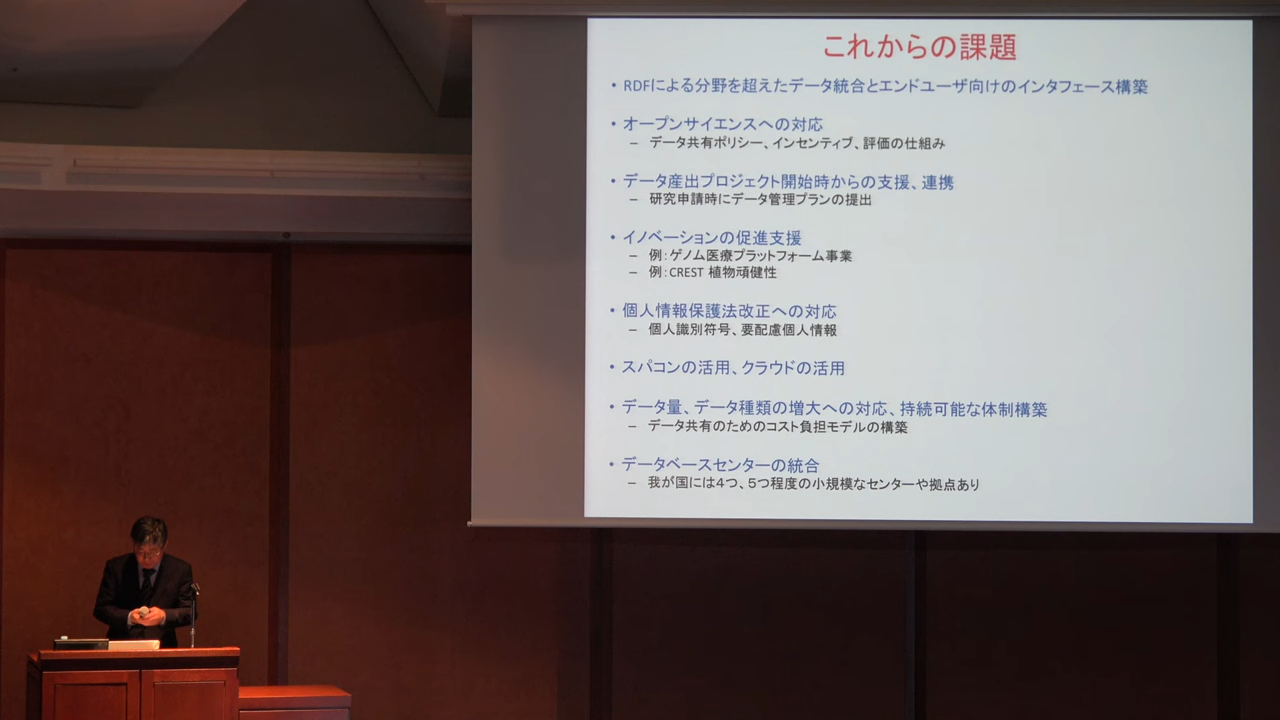 これからの課題
• RDFによる分野を超えたデータ統合とエンドユーザ向けのインタフェース構築
• オープンサイエンスへの対応
– データ共有ポリシー、インセンティブ、評価の仕組み
• データ産出プロジェクト開始時からの支援、連携
– 研究申請時にデータ管理プランの提出
• イノベーションの促進支援
– 例：ゲノム医療プラットフォーム事業
– 例：CREST 植物頑健性
• 個人情報保護法改正への対応
– 個人識別符号、要配慮個人情報
• スパコンの活用、クラウドの活用
• データ量、データ種類の増大への対応、持続可能な体制構築
– データ共有のためのコスト負担モデルの構築
• データベースセンターの統合
– 我が国には４つ、５つ程度の小規模なセンターや拠点あり